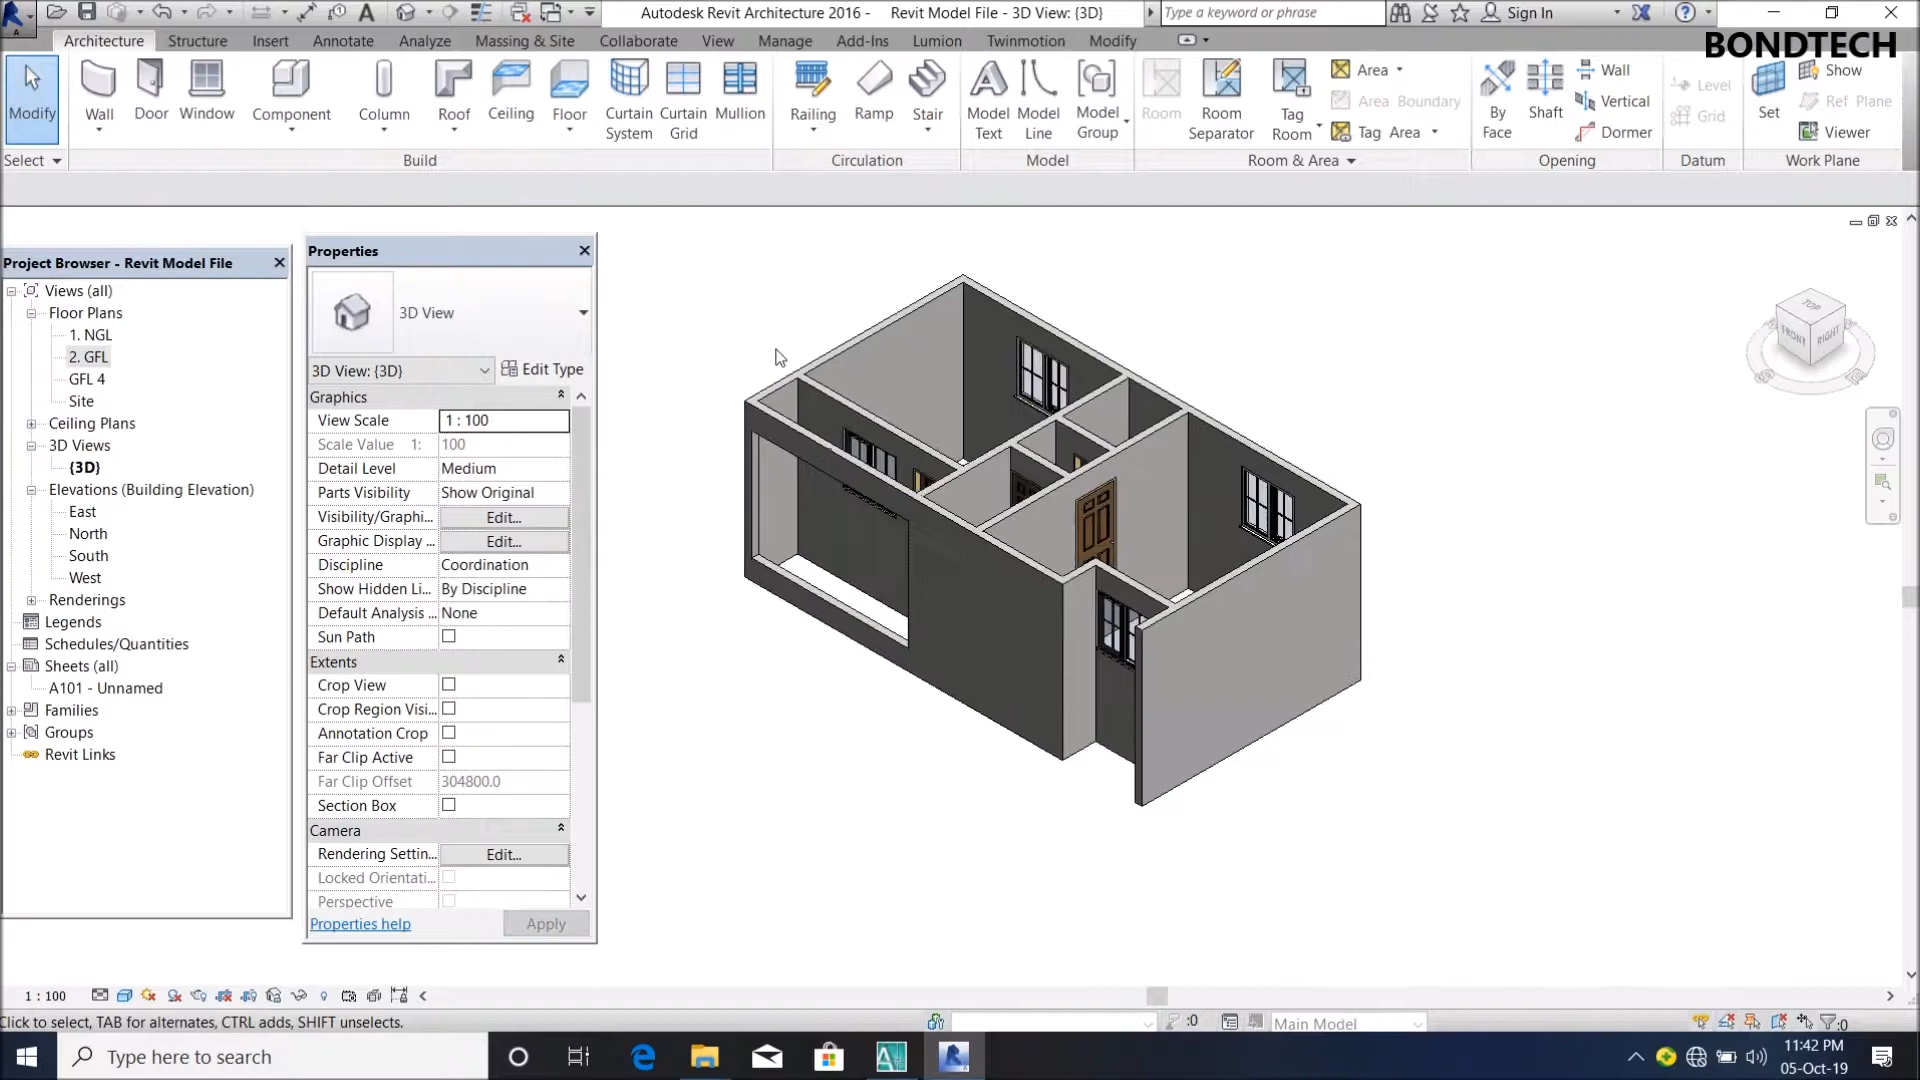 Autodesk Revit Architecture 2016 - Revit Model File - 3D View: {3D}
Type a keyword or phrase
Sign In
Architecture Structure Insert Annotate Analyze Massing & Site Collaborate View Manage Add-Ins Lumion Twinmotion Modify
BONDTECH
Modify
Wall
Door
Window
Component
Column
Roof
Ceiling
Floor
Curtain
System
Curtain
Grid
Mullion
Railing
Ramp
Stair
Model
Text
Model
Line
Model
Group
Room
Room
Separator
Tag
Room
Area
Area Boundary
Tag Area
By
Face
Shaft
Wall
Vertical
Dormer
Level
Grid
Set
Show
Ref Plane
Viewer
Select
Build
Circulation
Model
Room & Area
Opening
Datum
Work Plane
Project Browser - Revit Model File
Views (all)
Floor Plans
1. NGL
2. GFL
GFL 4
Site
Ceiling Plans
3D Views
{3D}
Elevations (Building Elevation)
East
North
South
West
Renderings
Legends
Schedules/Quantities
Sheets (all)
A101 - Unnamed
Families
Groups
Revit Links
Properties
3D View
3D View: {3D}
Edit Type
Graphics
View Scale 1 : 100
Scale Value 1: 100
Detail Level Medium
Parts Visibility Show Original
Visibility/Graphi... Edit...
Graphic Display ... Edit...
Discipline Coordination
Show Hidden Li... By Discipline
Default Analysis ... None
Sun Path
Extents
Crop View
Crop Region Visi...
Annotation Crop
Far Clip Active
Far Clip Offset 304800.0
Section Box
Camera
Rendering Settin... Edit...
Locked Orientati...
Perspective
Properties help
Apply
TOP
FRONT
RIGHT
1 : 100
Click to select, TAB for alternates, CTRL adds, SHIFT unselects.
:0
Main Model
:0
Type here to search
11:42 PM
05-Oct-19